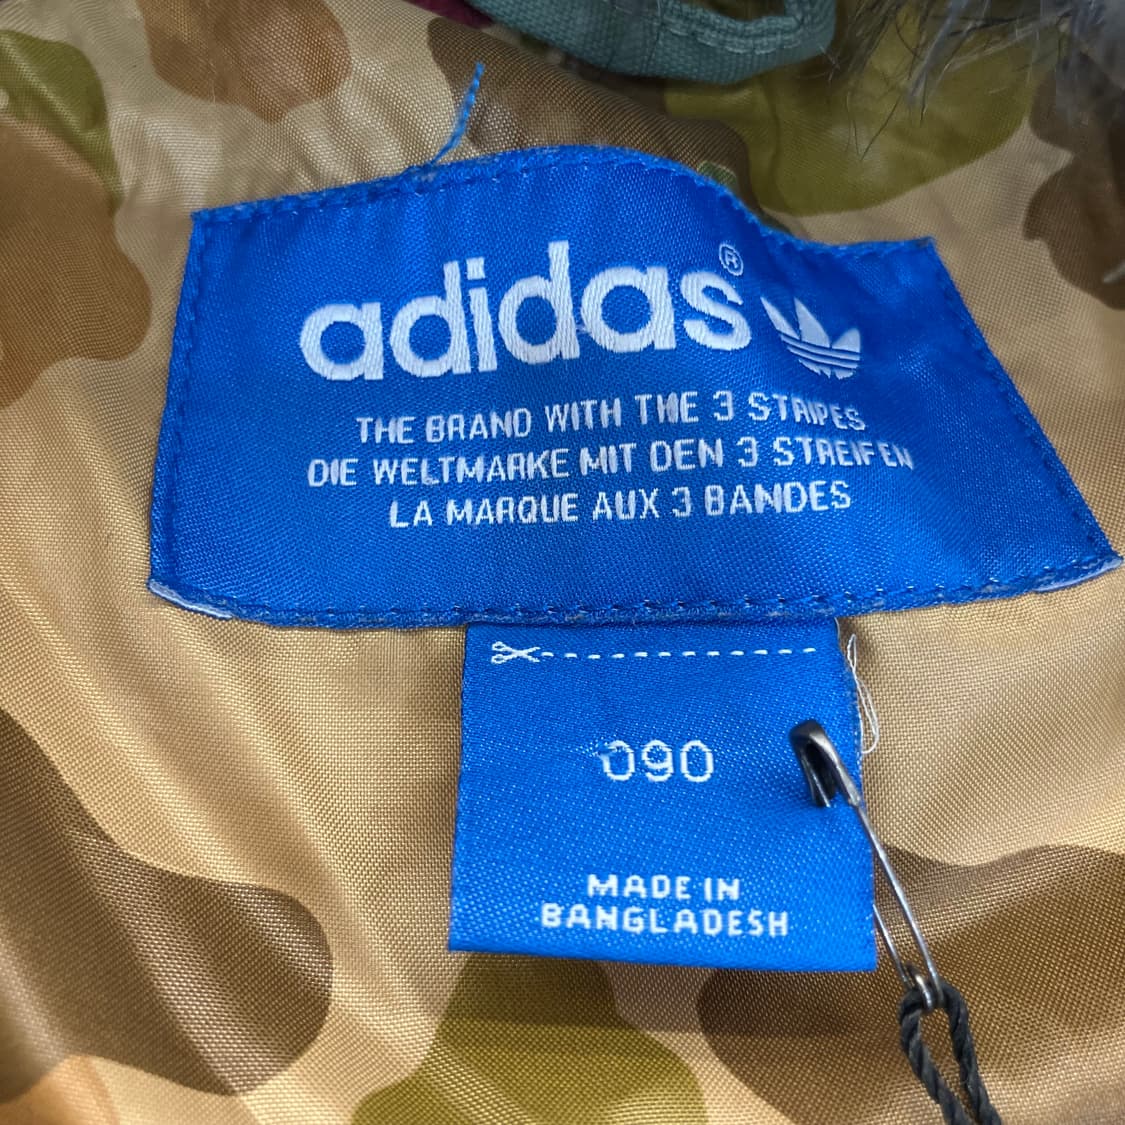 adidas®
THE BRAND WITH THE 3 STRIPES
DIE WELTMARKE MIT DEN 3 STREIFEN
LA MARQUE AUX 3 BANDES
090
MADE IN
BANGLADESH